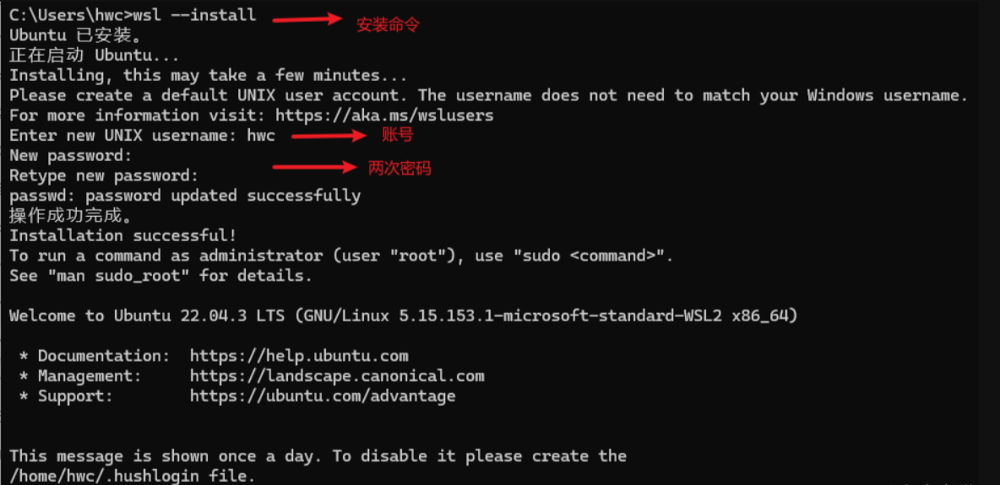 C:\Users\hwc>wsl --install
安装命令
Ubuntu 已安装。
正在启动 Ubuntu...
Installing, this may take a few minutes...
Please create a default UNIX user account. The username does not need to match your Windows username.
For more information visit: https://aka.ms/wslusers
Enter new UNIX username: hwc
账号
New password:
两次密码
Retype new password:
passwd: password updated successfully
操作成功完成。
Installation successful!
To run a command as administrator (user "root"), use "sudo <command>".
See "man sudo_root" for details.
Welcome to Ubuntu 22.04.3 LTS (GNU/Linux 5.15.153.1-microsoft-standard-WSL2 x86_64)
* Documentation: https://help.ubuntu.com
* Management: https://landscape.canonical.com
* Support: https://ubuntu.com/advantage
This message is shown once a day. To disable it please create the
/home/hwc/.hushlogin file.